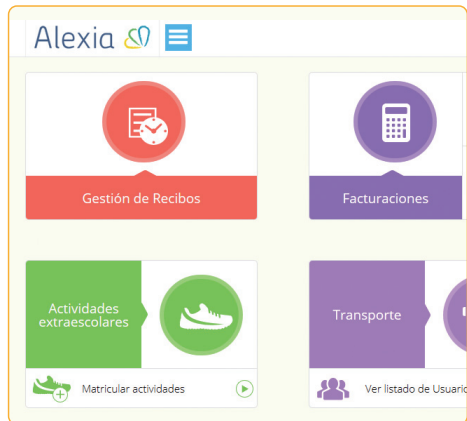 Alexia
Gestión de Recibos
Facturaciones
Actividades
extraescolares
Transporte
Matricular actividades
Ver listado de